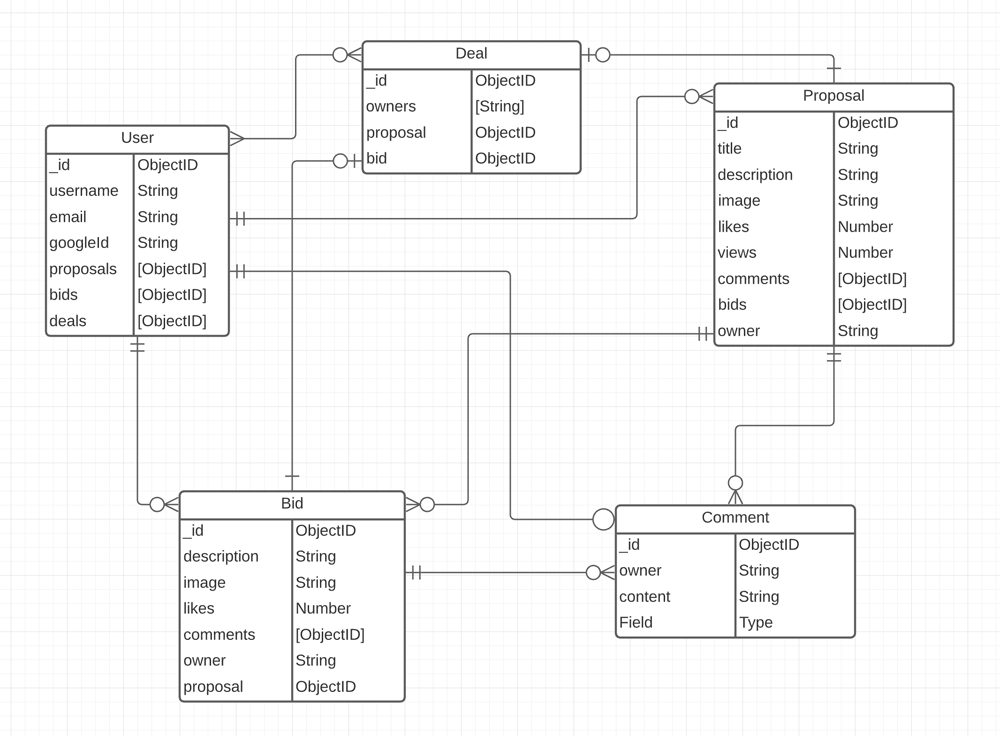 Deal
_id ObjectID
owners [String]
proposal ObjectID
bid ObjectID
Proposal
_id ObjectID
title String
description String
image String
likes Number
views Number
comments [ObjectID]
bids [ObjectID]
owner String
User
_id ObjectID
username String
email String
googleId String
proposals [ObjectID]
bids [ObjectID]
deals [ObjectID]
Bid
_id ObjectID
description String
image String
likes Number
comments [ObjectID]
owner String
proposal ObjectID
Comment
_id ObjectID
owner String
content String
Field Type